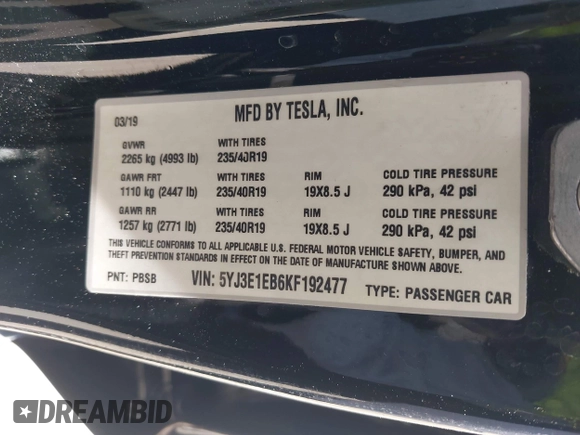 03/19 MFD BY TESLA, INC.
GVWR WITH TIRES
2265 kg (4993 lb) 235/40R19
GAWR FRT WITH TIRES RIM COLD TIRE PRESSURE
1110 kg (2447 lb) 235/40R19 19X8.5 J 290 kPa, 42 psi
GAWR RR WITH TIRES RIM COLD TIRE PRESSURE
1257 kg (2771 lb) 235/40R19 19X8.5 J 290 kPa, 42 psi
THIS VEHICLE CONFORMS TO ALL APPLICABLE U.S. FEDERAL MOTOR VEHICLE SAFETY, BUMPER, AND
THEFT PREVENTION STANDARDS IN EFFECT ON THE DATE OF MANUFACTURE SHOWN ABOVE.
PNT: PBSB VIN: 5YJ3E1EB6KF192477 TYPE: PASSENGER CAR
DREAMBID